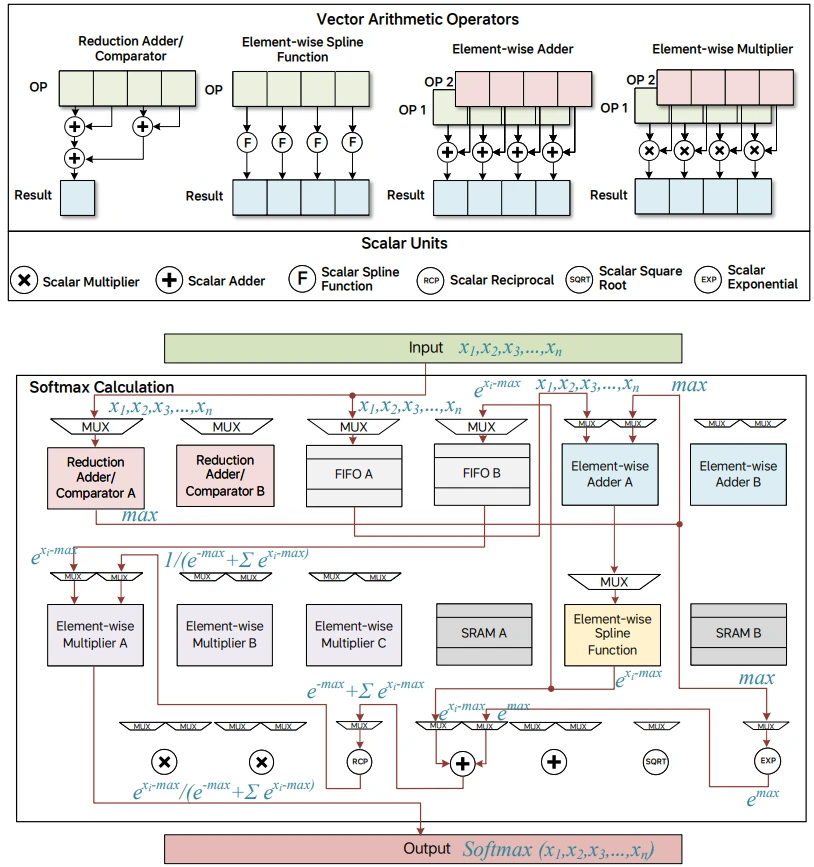 Vector Arithmetic Operators
Reduction Adder/
Comparator
Element-wise Spline
Function
Element-wise Adder
Element-wise Multiplier
OP
OP
OP 2
OP 1
OP 2
OP 1
F F F F
Result
Result
Result
Result
Scalar Units
Scalar Multiplier
Scalar Adder
F
Scalar Spline
Function
RCP
Scalar Reciprocal
SQRT
Scalar Square
Root
EXP
Scalar
Exponential
Input x₁,x₂,x₃,...,xₙ
Softmax Calculation
x₁,x₂,x₃,...,xₙ
x₁,x₂,x₃,...,xₙ
e^{xᵢ-max}
x₁,x₂,x₃,...,xₙ
max
MUX MUX MUX MUX MUX MUX MUX MUX
Reduction
Adder/
Comparator A
Reduction
Adder/
Comparator B
FIFO A
FIFO B
Element-wise
Adder A
Element-wise
Adder B
max
e^{xᵢ-max}
1/(e^{-max}+Σ e^{xᵢ-max})
MUX MUX MUX MUX MUX MUX MUX
Element-wise
Multiplier A
Element-wise
Multiplier B
Element-wise
Multiplier C
SRAM A
Element-wise
Spline
Function
SRAM B
e^{xᵢ-max}
max
e^{-max}+Σ e^{xᵢ-max}
e^{xᵢ-max}
e^{max}
MUX MUX MUX MUX MUX MUX MUX MUX MUX MUX MUX
RCP
SQRT
EXP
e^{xᵢ-max}/(e^{-max}+Σ e^{xᵢ-max})
e^{max}
Output Softmax (x₁,x₂,x₃,...,xₙ)